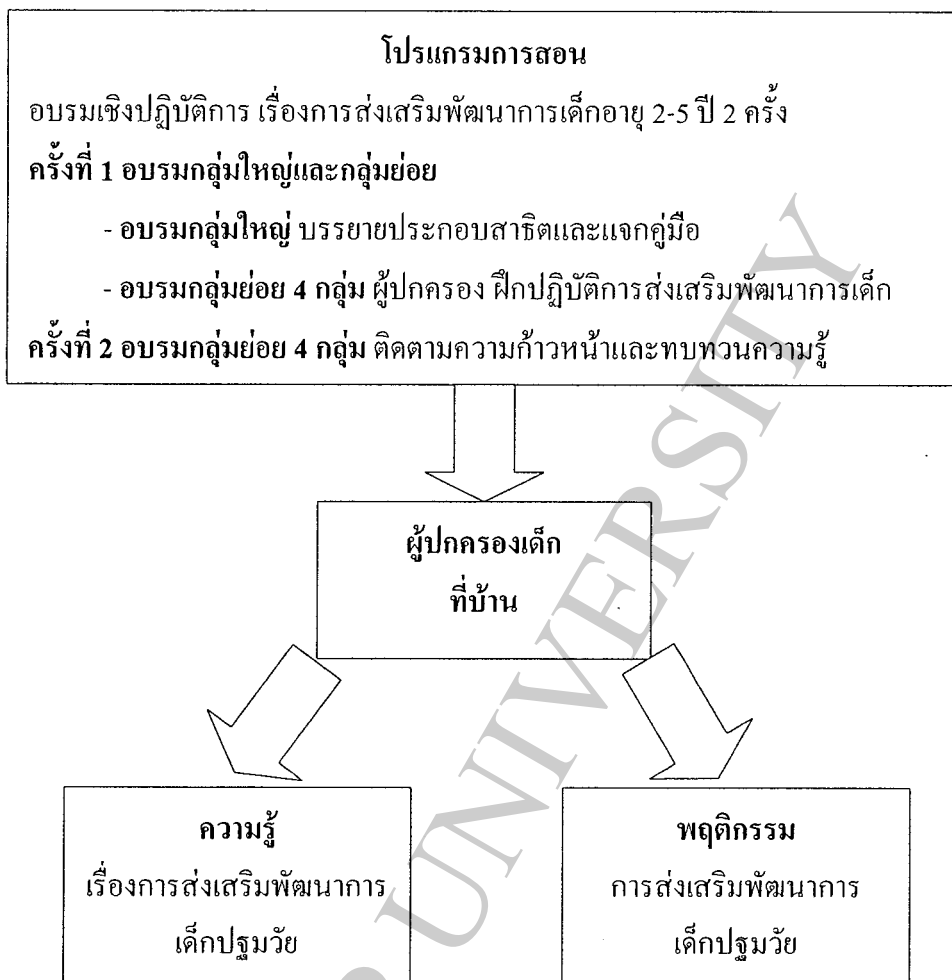 โปรแกรมการสอน
อบรมเชิงปฏิบัติการ เรื่องการส่งเสริมพัฒนาการเด็กอายุ 2-5 ปี 2 ครั้ง
ครั้งที่ 1 อบรมกลุ่มใหญ่และกลุ่มย่อย
- อบรมกลุ่มใหญ่ บรรยายประกอบสาธิตและแจกคู่มือ
- อบรมกลุ่มย่อย 4 กลุ่ม ผู้ปกครอง ฝึกปฏิบัติการส่งเสริมพัฒนาการเด็ก
ครั้งที่ 2 อบรมกลุ่มย่อย 4 กลุ่ม ติดตามความก้าวหน้าและทบทวนความรู้
ผู้ปกครองเด็ก
ที่บ้าน
ความรู้
เรื่องการส่งเสริมพัฒนาการ
เด็กปฐมวัย
พฤติกรรม
การส่งเสริมพัฒนาการ
เด็กปฐมวัย
UNIVERSITY